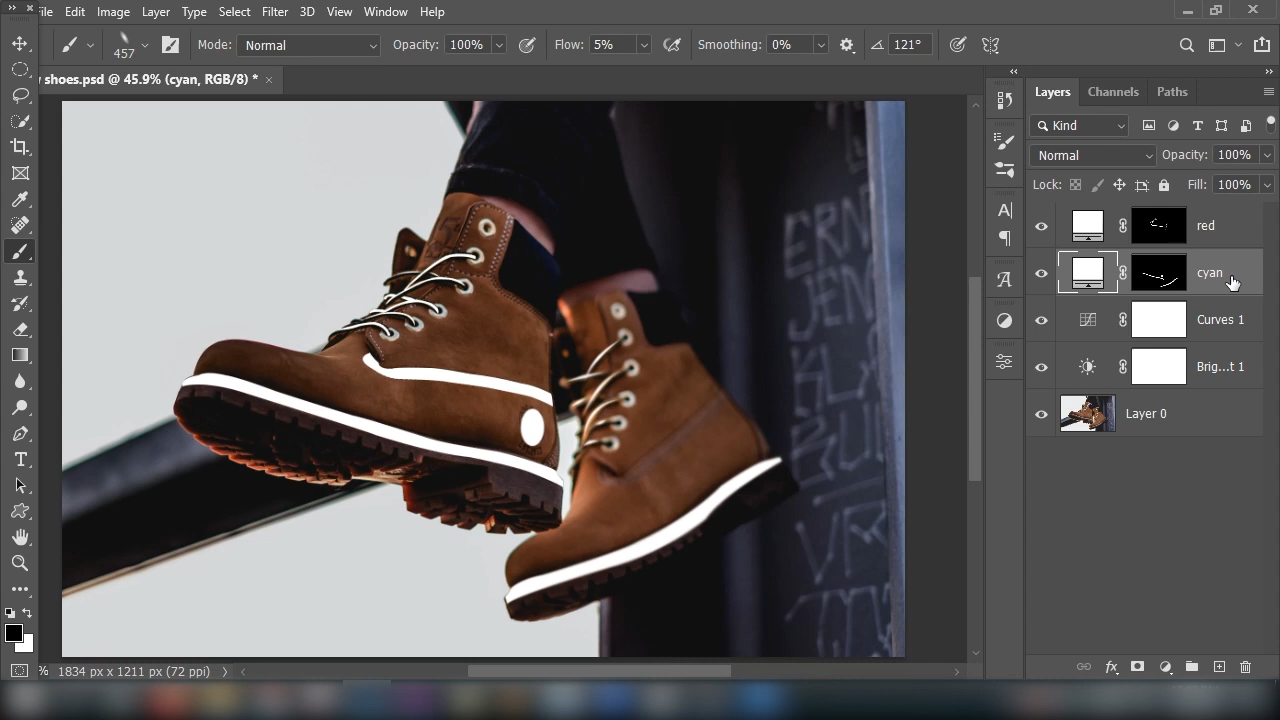 File Edit Image Layer Type Select Filter 3D View Window Help
457 Mode: Normal Opacity: 100% Flow: 5% Smoothing: 0% 121°
shoes.psd @ 45.9% (cyan, RGB/8) * ×
Layers Channels Paths
Kind
Normal Opacity: 100%
Lock: Fill: 100%
red
cyan
Curves 1
Brig...t 1
Layer 0
% 1834 px x 1211 px (72 ppi)